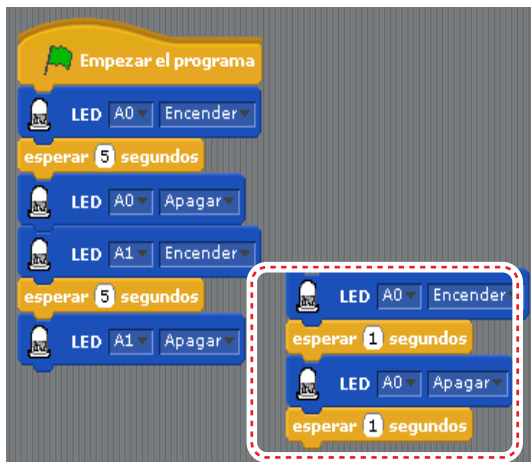 Empezar el programa
LED A0 Encender
esperar 5 segundos
LED A0 Apagar
LED A1 Encender
esperar 5 segundos
LED A1 Apagar
LED A0 Encender
esperar 1 segundos
LED A0 Apagar
esperar 1 segundos